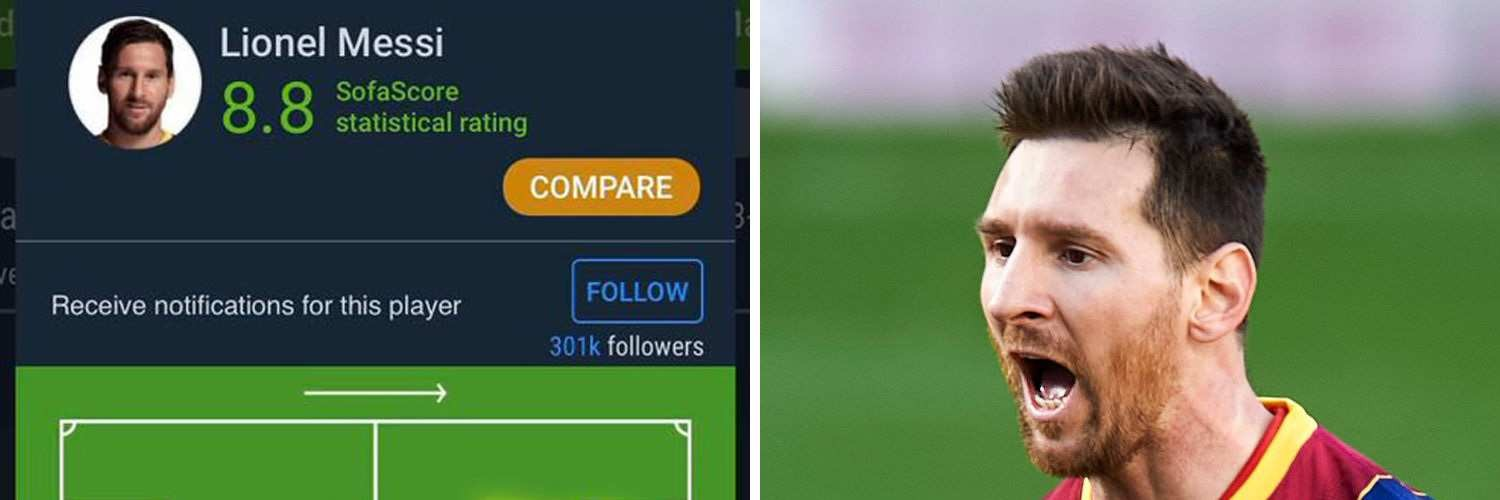 Lionel Messi
8.8
SofaScore
statistical rating
COMPARE
Receive notifications for this player
FOLLOW
301k followers